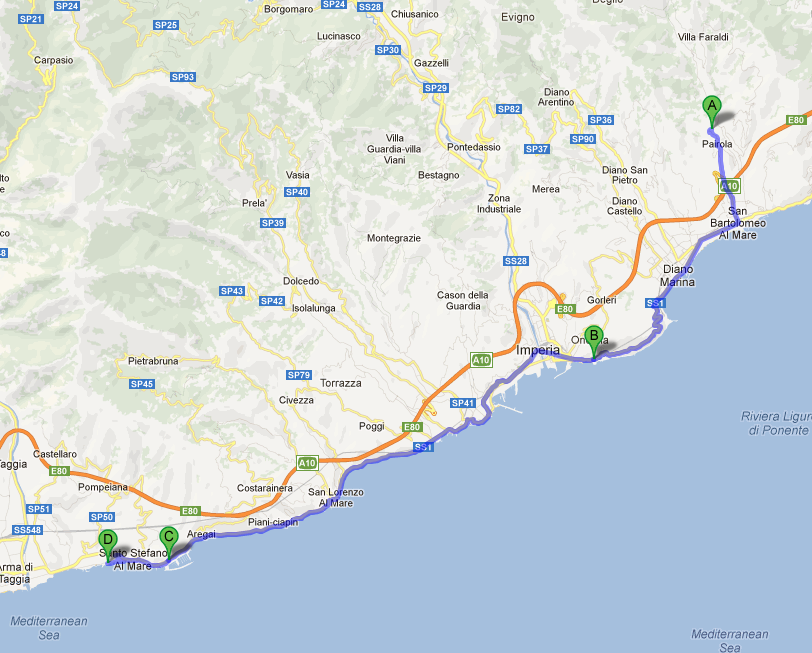 SP24
SP21
SP25
Borgomaro
SP24
SS28
Chiusanico
Evigno
Lucinasco
SP30
Villa Faraldi
Carpasio
SP93
Gazzelli
SP29
Diano
Arentino
SP82
SP36
A
E80
Villa
Guardia-villa
Viani
Pontedassio
SP37
SP90
Pairola
Vasia
Bestagno
Merea
Diano San
Pietro
A10
SP40
Prela'
Zona
Industriale
Diano
Castello
San
Bartolomeo
Al Mare
SP39
Montegrazie
SS28
Diano
Marina
SP43
SP42
Dolcedo
Isolalunga
Cason della
Guardia
Gorleri
SS1
E80
B
Imperia
Pietrabruna
A10
SP45
SP79
Torrazza
Civezza
SP41
Poggi
E80
SS1
Riviera Ligure
di Ponente
Castellaro
E80
A10
Pompeiana
Costarainera
San Lorenzo
Al Mare
SP51
SP50
E80
SS548
Piani-ciapin
Aregai
D
C
Santo Stefano
Al Mare
Arma di
Taggia
Mediterranean
Sea
Mediterranean
Sea